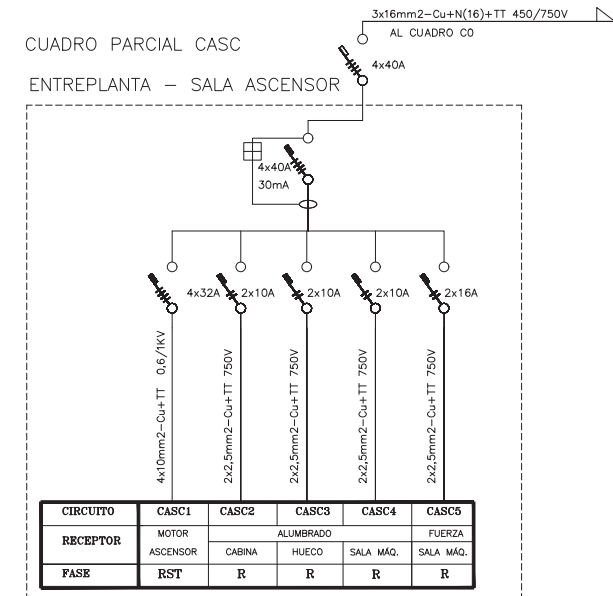 3x16mm2-Cu+N(16)+TT 450/750V
AL CUADRO C0
CUADRO PARCIAL CASC
4x40A
ENTREPLANTA - SALA ASCENSOR
4x40A
30mA
4x32A
2x10A
2x10A
2x10A
2x16A
4x10mm2-Cu+TT 0,6/1KV
2x2,5mm2-Cu+TT 750V
2x2,5mm2-Cu+TT 750V
2x2,5mm2-Cu+TT 750V
2x2,5mm2-Cu+TT 750V
CIRCUITO CASC1 CASC2 CASC3 CASC4 CASC5
RECEPTOR MOTOR ASCENSOR ALUMBRADO FUERZA
CABINA HUECO SALA MÁQ. SALA MÁQ.
FASE RST R R R R